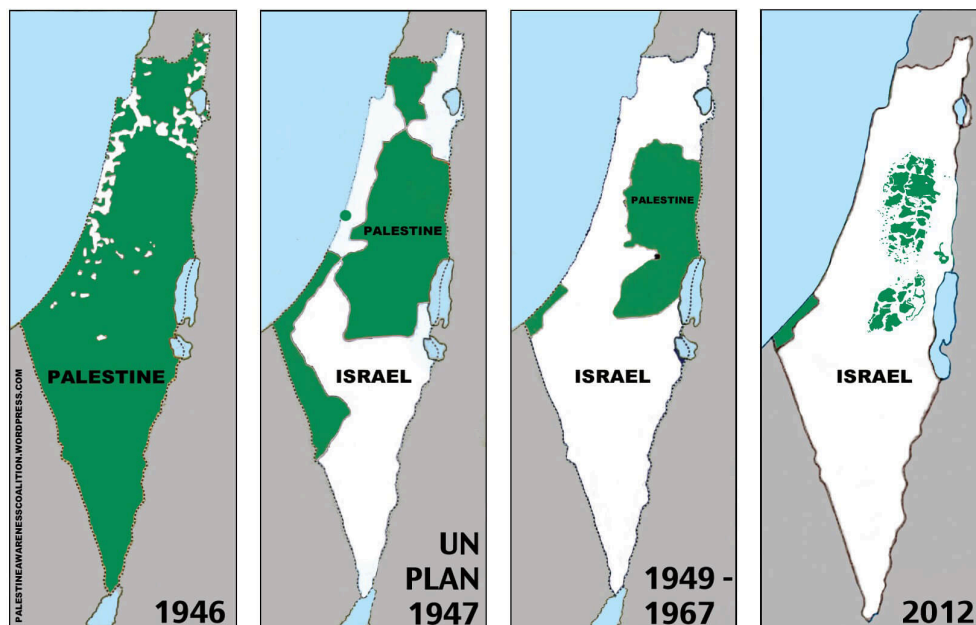 PALESTINEAWARENESSCOALITION.WORDPRESS.COM
PALESTINE
1946
PALESTINE
ISRAEL
UN
PLAN
1947
PALESTINE
ISRAEL
1949 -
1967
ISRAEL
2012